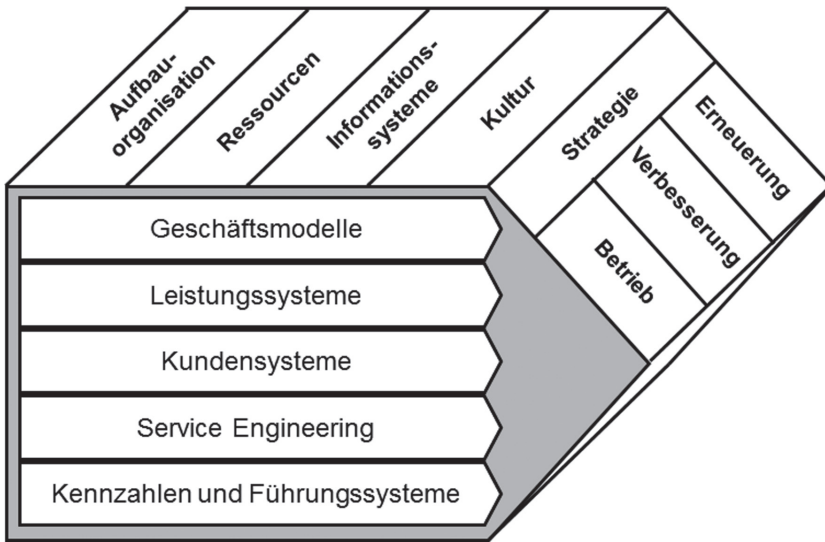 Aufbau-
organisation
Ressourcen
Informations-
systeme
Kultur
Strategie
Erneuerung
Verbesserung
Betrieb
Geschäftsmodelle
Leistungssysteme
Kundensysteme
Service Engineering
Kennzahlen und Führungssysteme